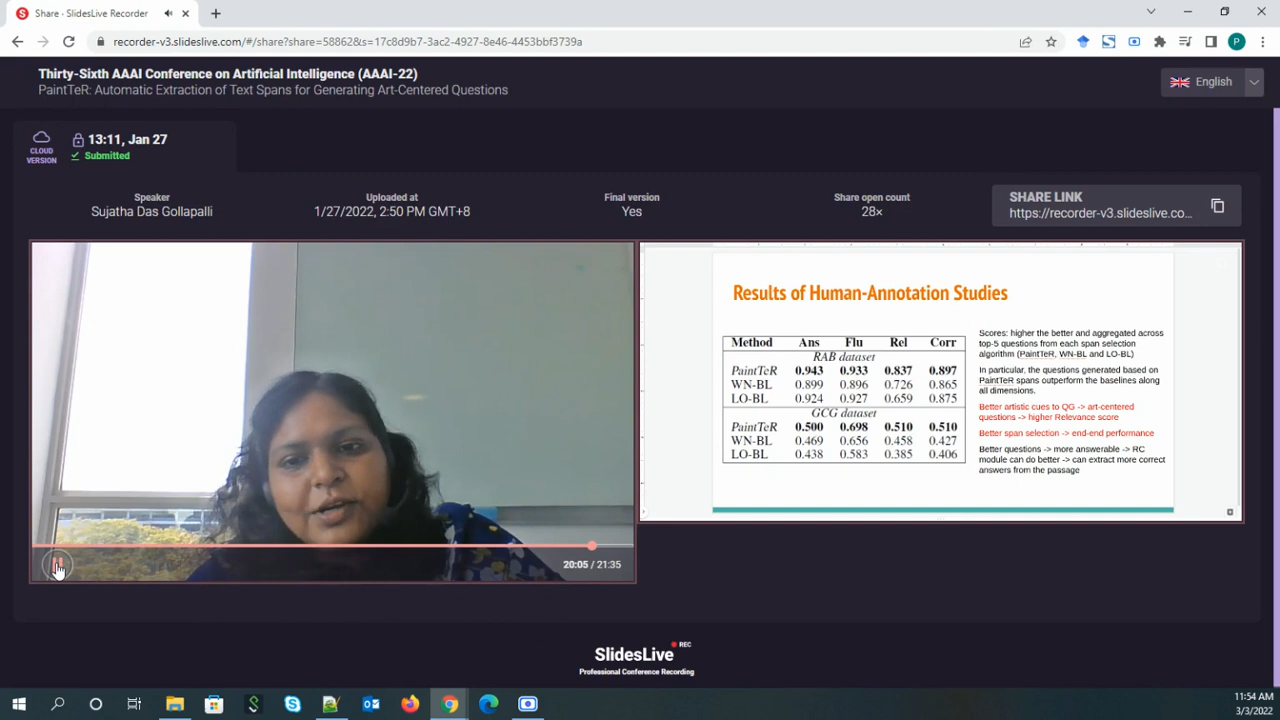 Share - SlidesLive Recorder
recorder-v3.slideslive.com/#/share?share=58862&s=17c8d9b7-3ac2-4927-8e46-4453bbf3739a
P
Thirty-Sixth AAAI Conference on Artificial Intelligence (AAAI-22)
PaintTeR: Automatic Extraction of Text Spans for Generating Art-Centered Questions
English
CLOUD
VERSION
13:11, Jan 27
Submitted
Speaker
Sujatha Das Gollapalli
Uploaded at
1/27/2022, 2:50 PM GMT+8
Final version
Yes
Share open count
28×
SHARE LINK
https://recorder-v3.slideslive.co...
20:05 / 21:35
Results of Human-Annotation Studies
Method Ans Flu Rel Corr
RAB dataset
PaintTeR 0.943 0.933 0.837 0.897
WN-BL 0.899 0.896 0.726 0.865
LO-BL 0.924 0.927 0.659 0.875
GCG dataset
PaintTeR 0.500 0.698 0.510 0.510
WN-BL 0.469 0.656 0.458 0.427
LO-BL 0.438 0.583 0.385 0.406
Scores: higher the better and aggregated across
top-5 questions from each span selection
algorithm (PaintTeR, WN-BL and LO-BL)
In particular, the questions generated based on
PaintTeR spans outperform the baselines along
all dimensions.
Better artistic cues to QG -> art-centered
questions -> higher Relevance score
Better span selection -> end-end performance
Better questions -> more answerable -> RC
module can do better -> can extract more correct
answers from the passage
SlidesLive REC
Professional Conference Recording
11:54 AM
3/3/2022